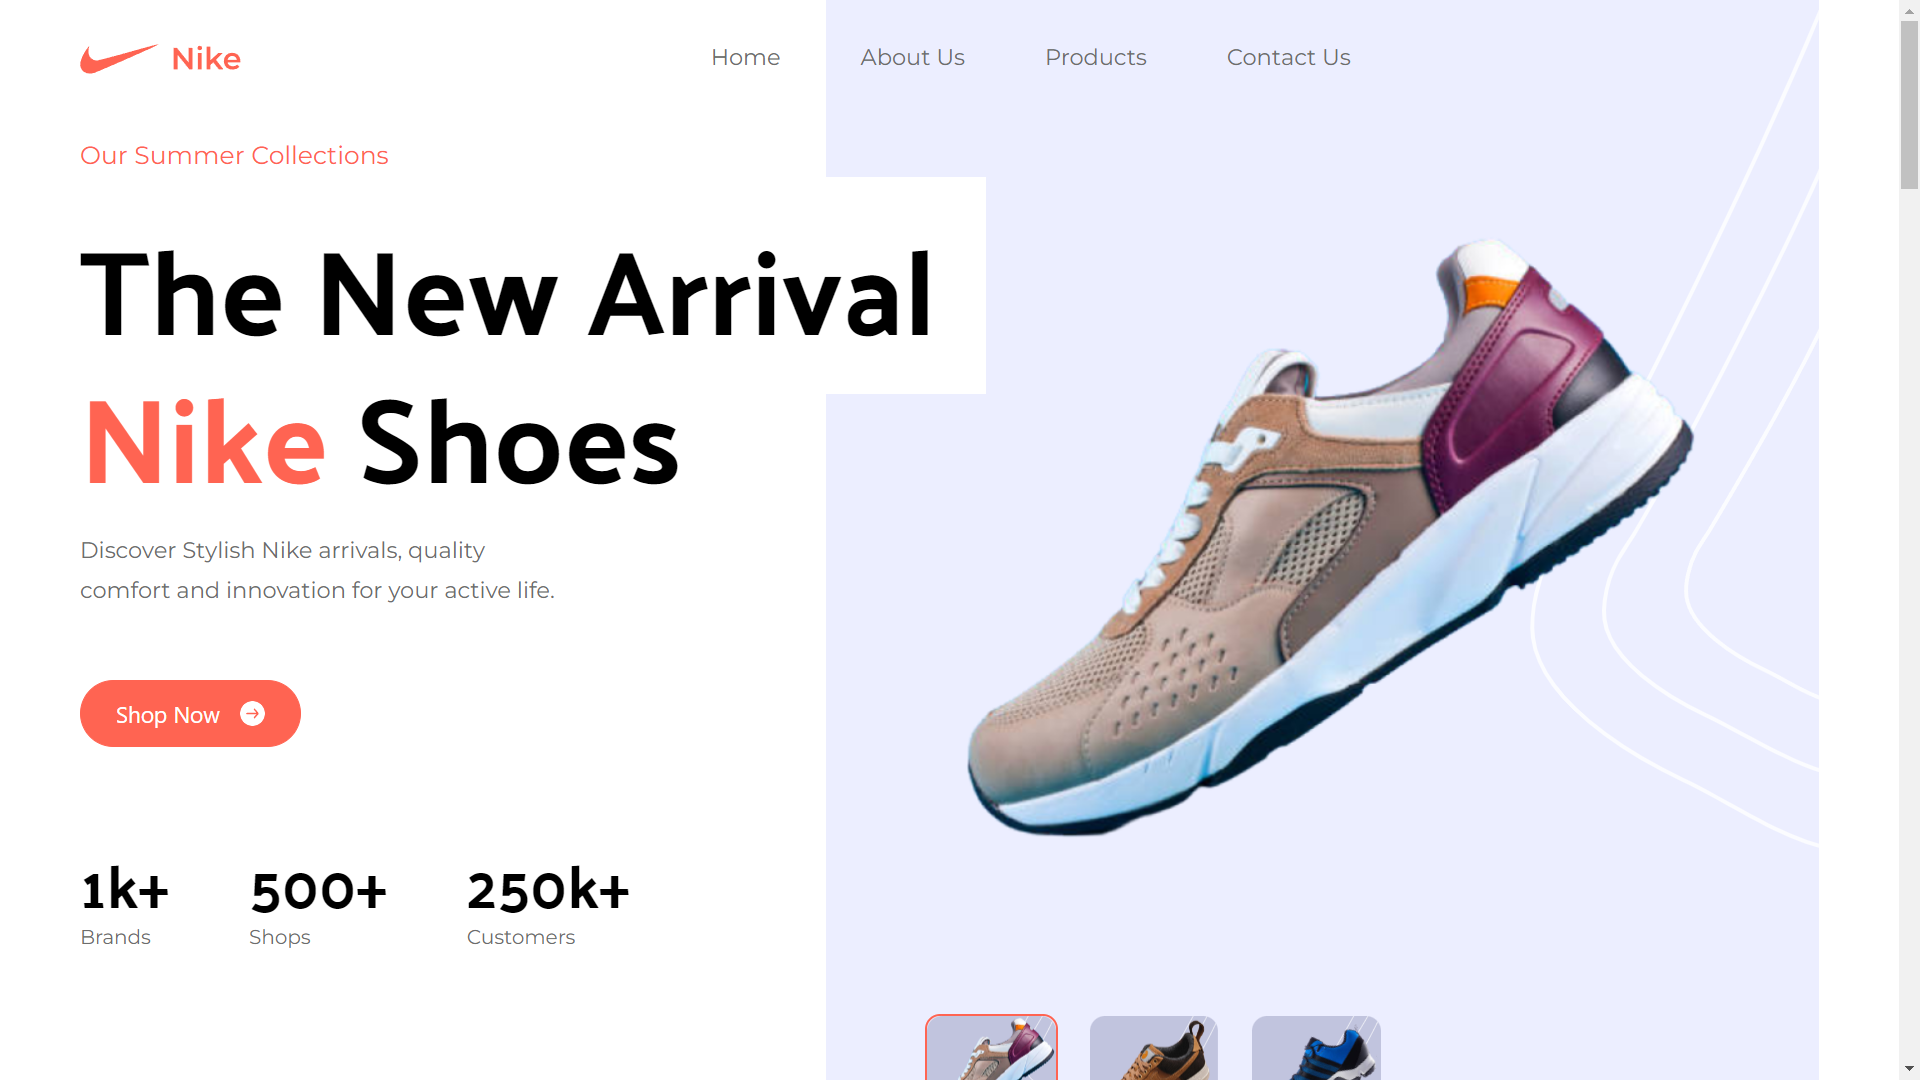 Nike
Home
About Us
Products
Contact Us
Our Summer Collections
The New Arrival
Nike Shoes
Discover Stylish Nike arrivals, quality
comfort and innovation for your active life.
Shop Now
1k+
Brands
500+
Shops
250k+
Customers